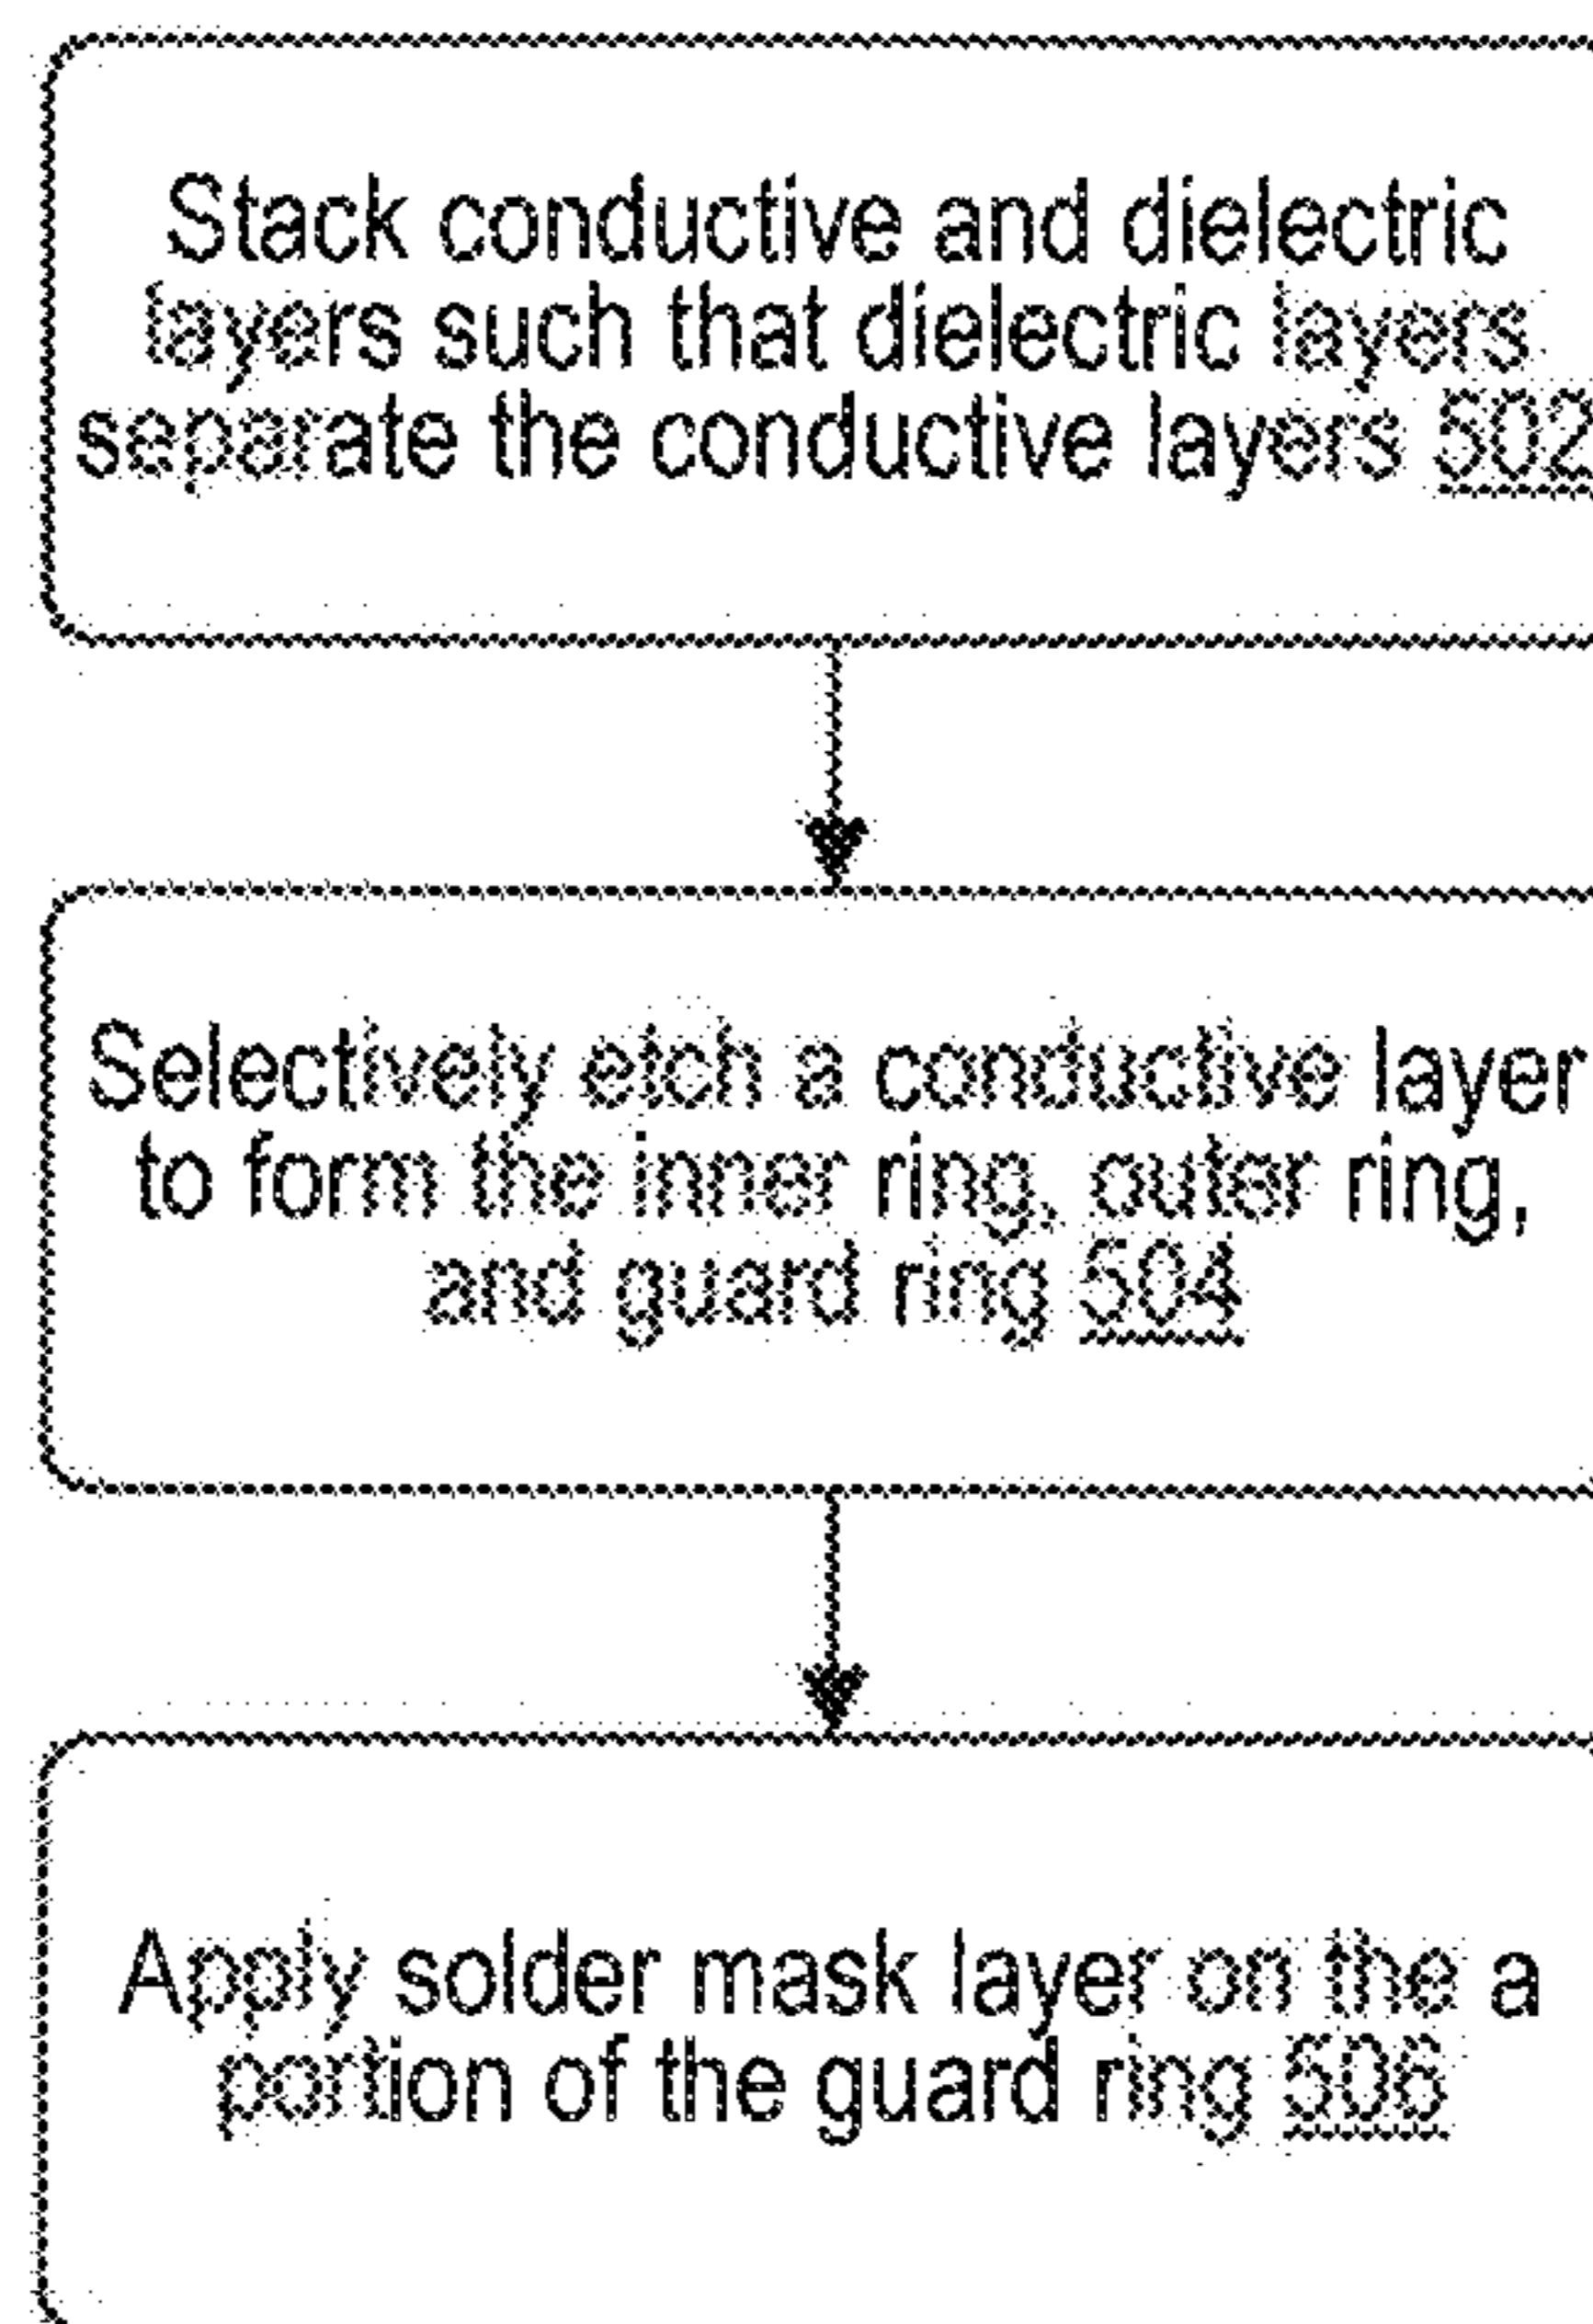 Stack conductive and dielectric
layers such that dielectric layers
separate the conductive layers 502
Selectively etch a conductive layer
to form the inner ring, outer ring,
and guard ring 504
Apply solder mask layer on the a
portion of the guard ring 506